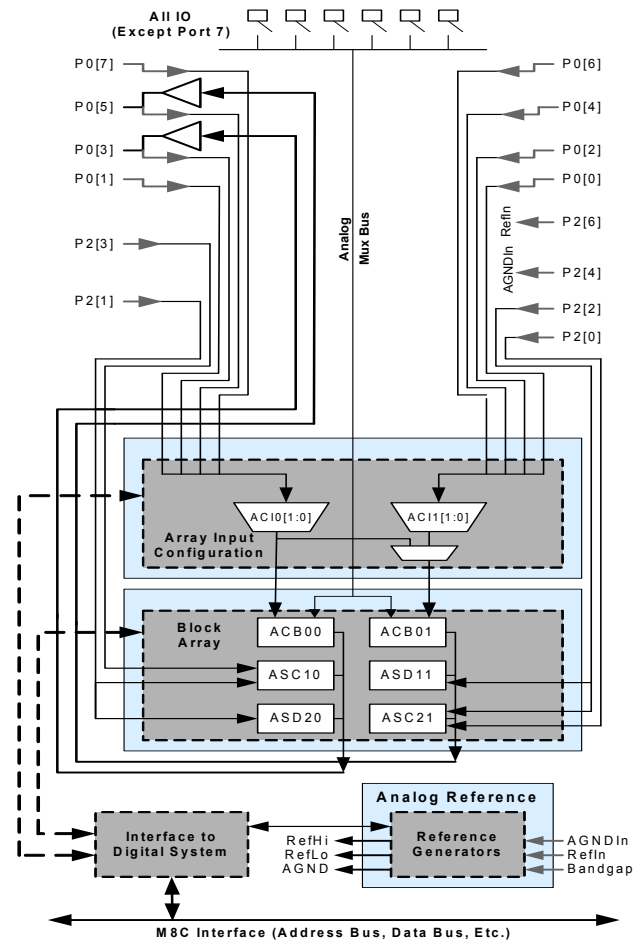 All IO
(Except Port 7)
P0[7]
P0[5]
P0[3]
P0[1]
P2[3]
P2[1]
P0[6]
P0[4]
P0[2]
P0[0]
P2[6]
P2[4]
P2[2]
P2[0]
RefIn
AGNDIn
Analog
Mux Bus
ACI0[1:0]
ACI1[1:0]
Array Input
Configuration
Block
Array
ACB00
ACB01
ASC10
ASD11
ASD20
ASC21
Analog Reference
Interface to
Digital System
RefHi
RefLo
AGND
Reference
Generators
AGNDIn
RefIn
Bandgap
M8C Interface (Address Bus, Data Bus, Etc.)